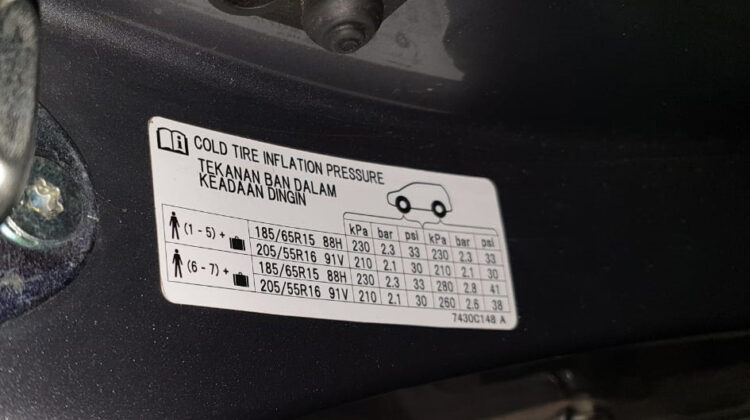 COLD TIRE INFLATION PRESSURE
TEKANAN BAN DALAM
KEADAAN DINGIN
kPa bar psi kPa bar psi
(1 - 5) + 185/65R15 88H 230 2.3 33 230 2.3 33
205/55R16 91V 210 2.1 30 210 2.1 30
(6 - 7) + 185/65R15 88H 230 2.3 33 280 2.8 41
205/55R16 91V 210 2.1 30 260 2.6 38
7430C148 A